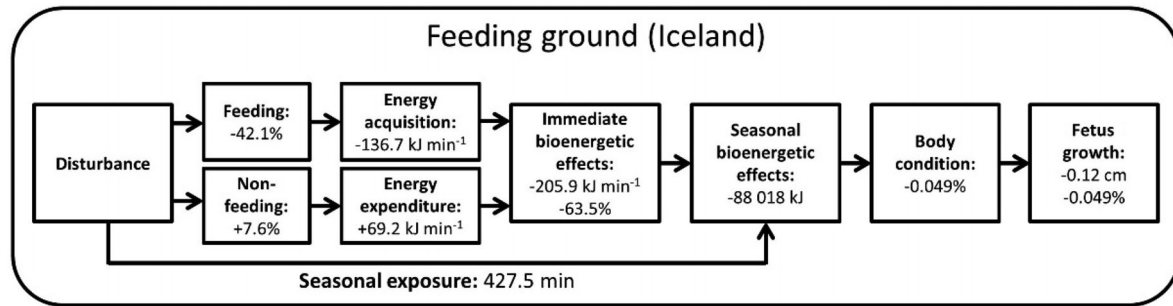 Feeding ground (Iceland)
Disturbance
Feeding:
-42.1%
Non-
feeding:
+7.6%
Energy
acquisition:
-136.7 kJ min⁻¹
Energy
expenditure:
+69.2 kJ min⁻¹
Immediate
bioenergetic
effects:
-205.9 kJ min⁻¹
-63.5%
Seasonal
bioenergetic
effects:
-88 018 kJ
Body
condition:
-0.049%
Fetus
growth:
-0.12 cm
-0.049%
Seasonal exposure: 427.5 min